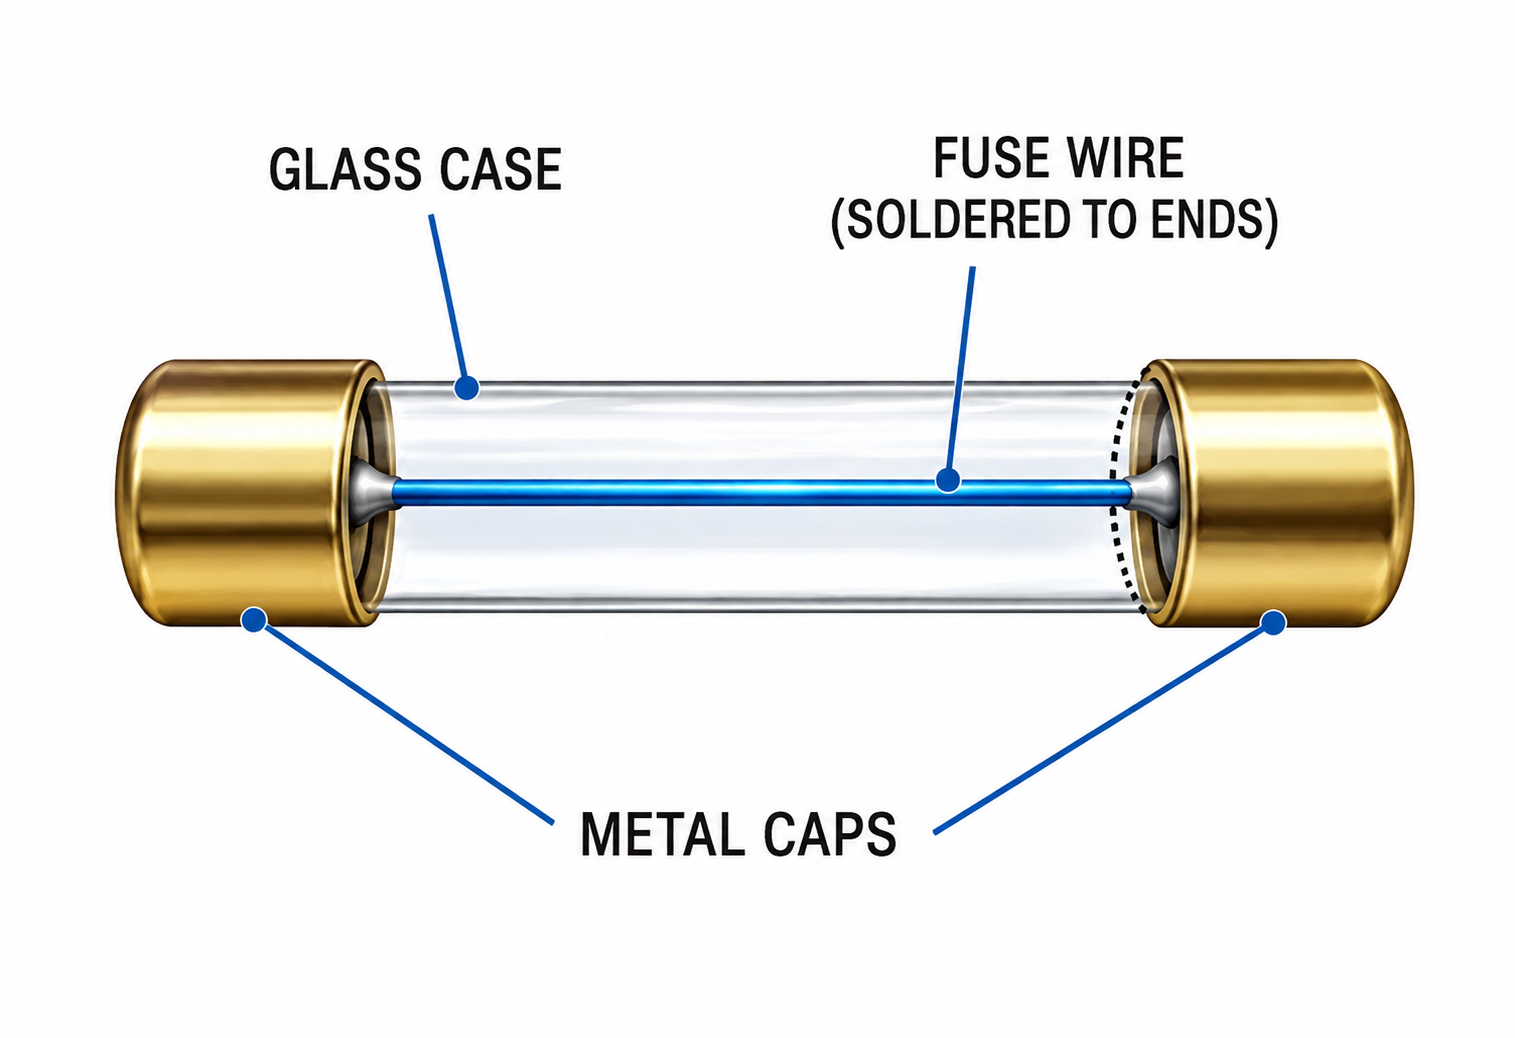 GLASS CASE
FUSE WIRE
(SOLDERED TO ENDS)
METAL CAPS